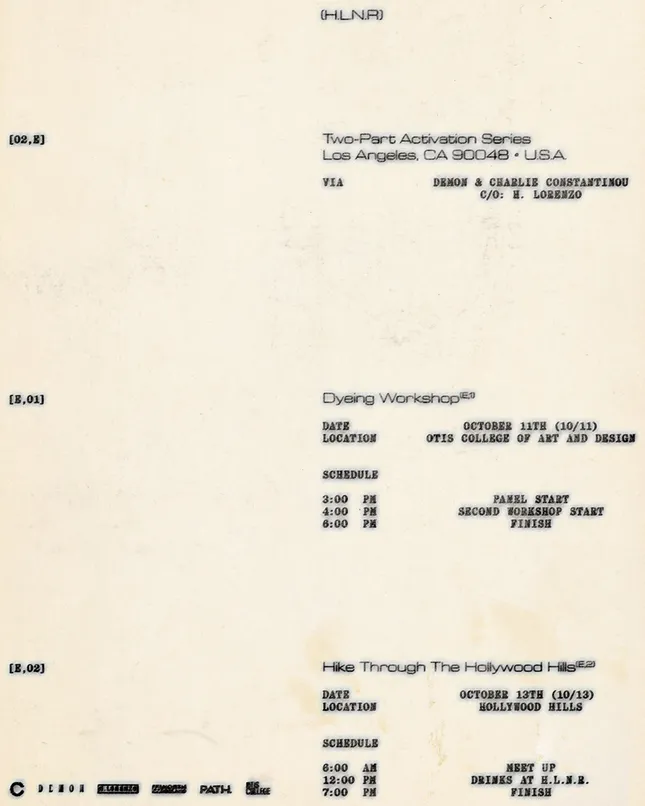 (H.L.N.R)
[02,E]
Two-Part Activation Series
Los Angeles, CA 90048 • U.S.A.
VIA DEMON & CHARLIE CONSTANTINOU
C/O: H. LORENZO
[E,01]
Dyeing Workshop(E,1)
DATE OCTOBER 11TH (10/11)
LOCATION OTIS COLLEGE OF ART AND DESIGN
SCHEDULE
3:00 PM PANEL START
4:00 PM SECOND WORKSHOP START
6:00 PM FINISH
[E,02]
Hike Through The Hollywood Hills(E,2)
DATE OCTOBER 13TH (10/13)
LOCATION HOLLYWOOD HILLS
SCHEDULE
6:00 AM MEET UP
12:00 PM DRINKS AT H.L.N.R.
7:00 PM FINISH
C DEMON H.LORENZO PATH. OTIS COLLEGE